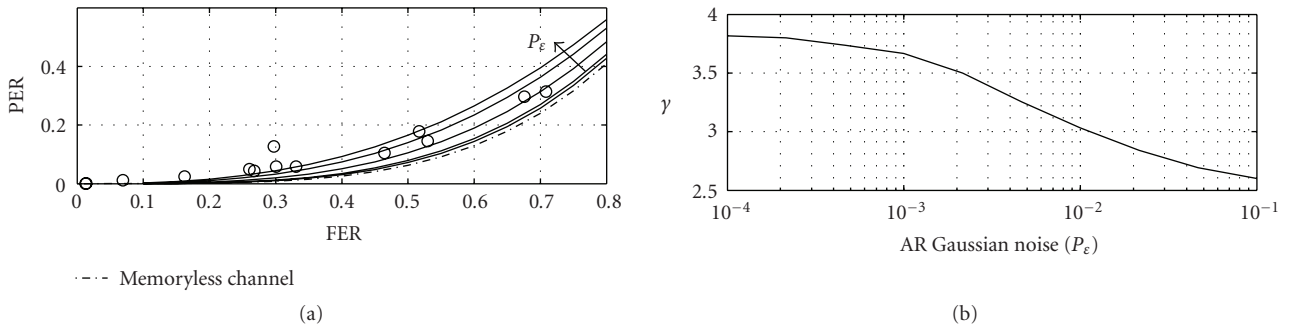 PER
0.4
0.2
0
P_ε
0 0.1 0.2 0.3 0.4 0.5 0.6 0.7 0.8
FER
Memoryless channel
(a)
γ
4
3.5
3
2.5
10^−4 10^−3 10^−2 10^−1
AR Gaussian noise (P_ε)
(b)